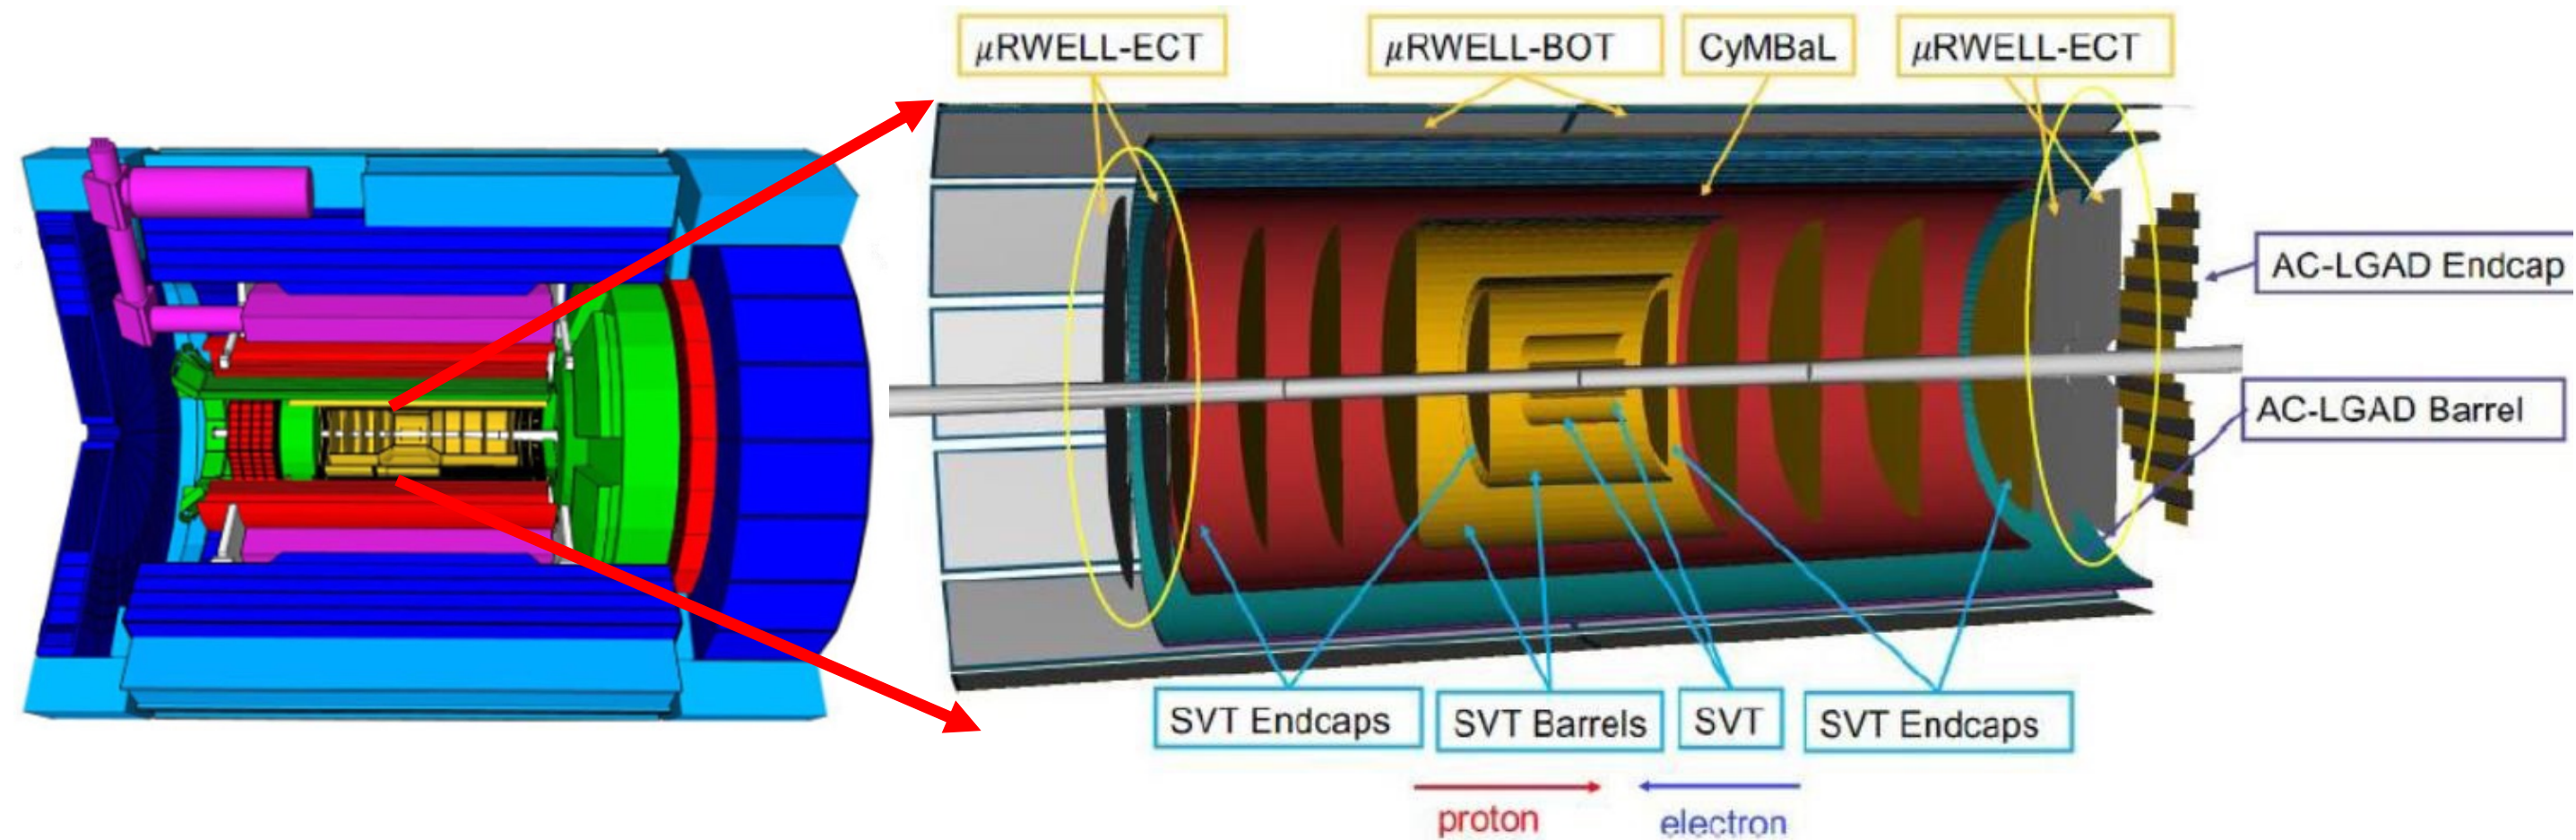 μRWELL-ECT
μRWELL-BOT
CyMBaL
μRWELL-ECT
AC-LGAD Endcap
AC-LGAD Barrel
SVT Endcaps
SVT Barrels
SVT
SVT Endcaps
proton
electron